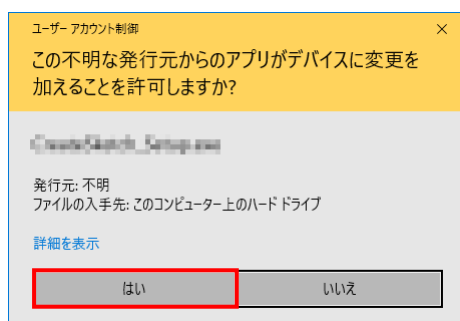 ユーザー アカウント制御
この不明な発行元からのアプリがデバイスに変更を
加えることを許可しますか?
発行元: 不明
ファイルの入手先: このコンピューター上のハード ドライブ
詳細を表示
はい
いいえ